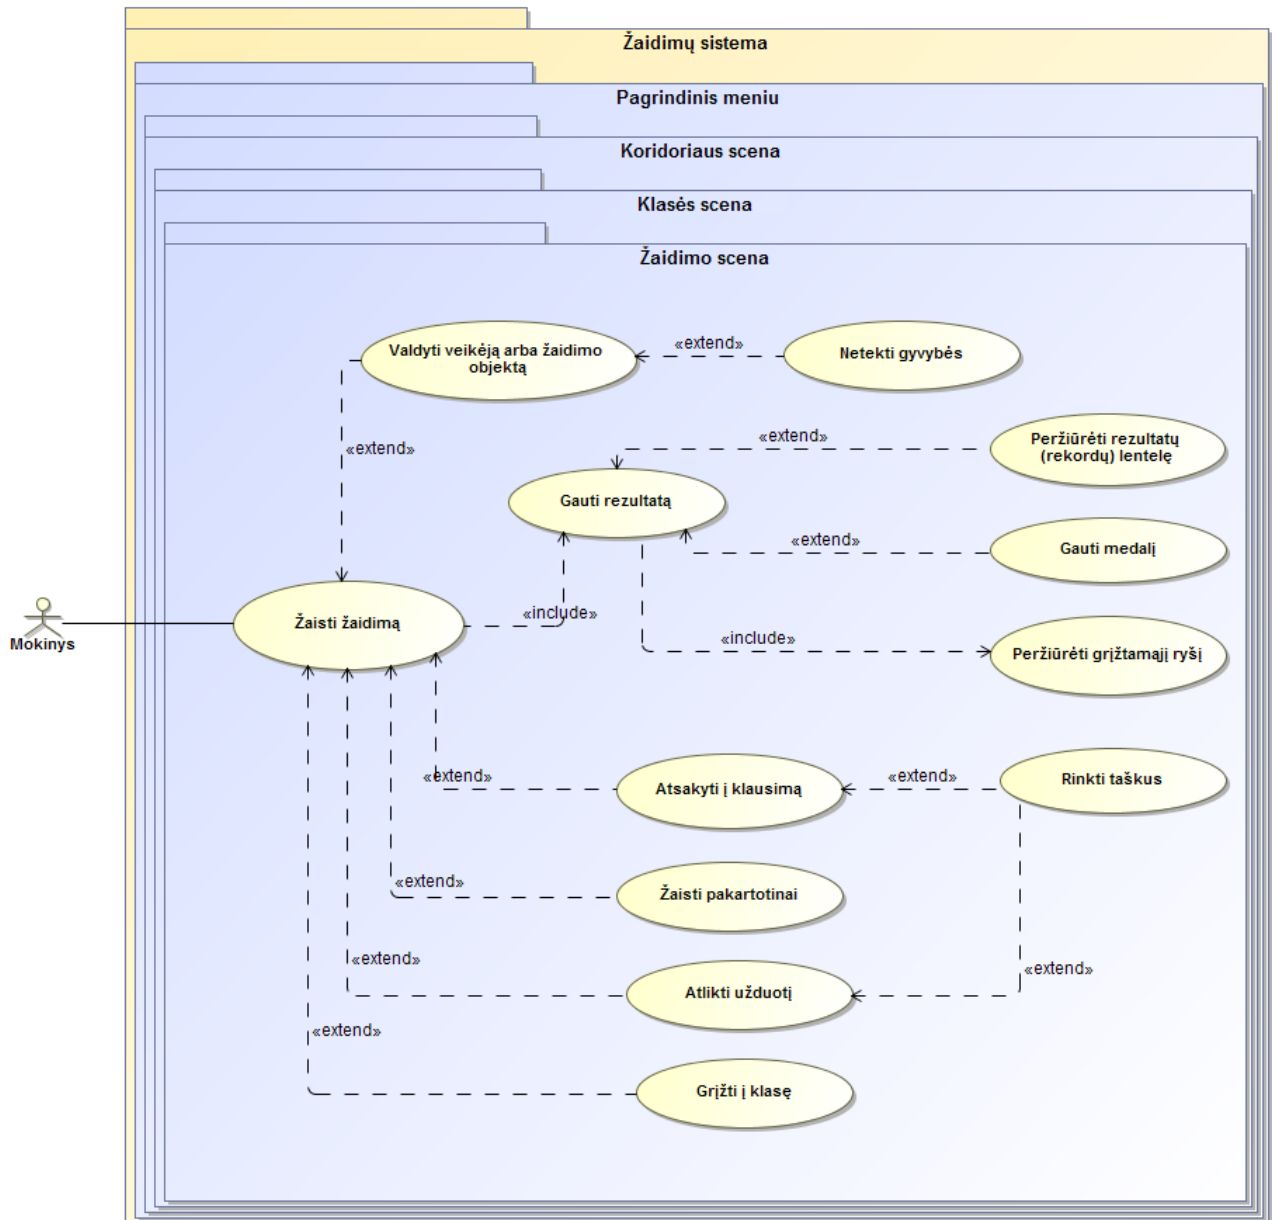 Žaidimų sistema
Pagrindinis meniu
Koridoriaus scena
Klasės scena
Žaidimo scena
Valdyti veikėją arba žaidimo
objektą
«extend»
Netekti gyvybės
«extend»
«extend»
Peržiūrėti rezultatų
(rekordų) lentelę
Gauti rezultatą
«extend»
Gauti medalį
Mokinys
Žaisti žaidimą
«include»
«include»
Peržiūrėti grįžtamąjį ryšį
«extend»
Atsakyti į klausimą
«extend»
Rinkti taškus
«extend»
Žaisti pakartotinai
«extend»
Atlikti užduotį
«extend»
«extend»
Grįžti į klasę